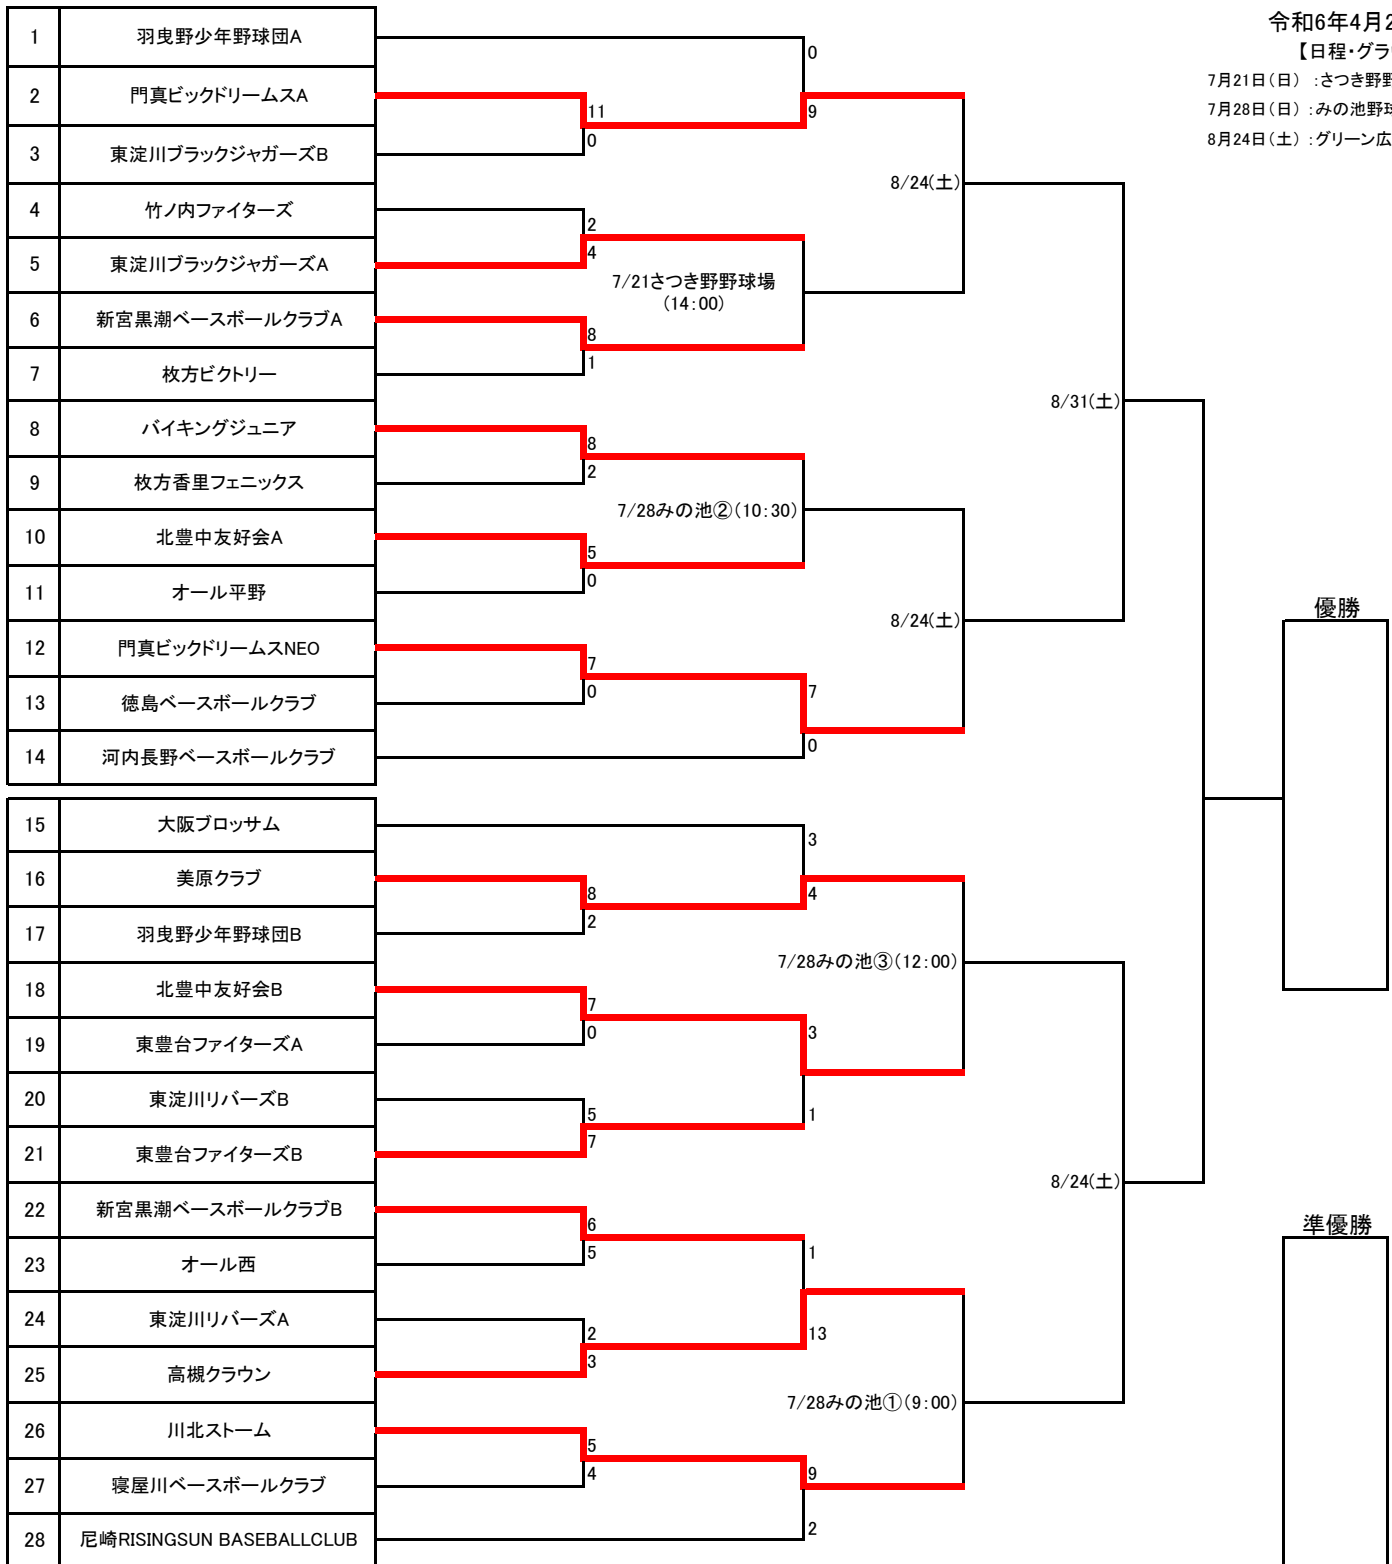 令和6年4月2
【日程・グラ
7月21日(日) :さつき野野
7月28日(日) :みの池野球
8月24日(土) :グリーン広
1 羽曳野少年野球団A
0
2 門真ビックドリームスA
11
9
3 東淀川ブラックジャガーズB
0
8/24(土)
4 竹ノ内ファイターズ
2
5 東淀川ブラックジャガーズA
4
7/21さつき野野球場
(14:00)
6 新宮黒潮ベースボールクラブA
8
7 枚方ビクトリー
1
8/31(土)
8 バイキングジュニア
8
9 枚方香里フェニックス
2
7/28みの池②(10:30)
10 北豊中友好会A
5
11 オール平野
0
8/24(土)
優勝
12 門真ビックドリームスNEO
7
13 徳島ベースボールクラブ
0
7
14 河内長野ベースボールクラブ
0
15 大阪ブロッサム
3
16 美原クラブ
8
4
17 羽曳野少年野球団B
2
7/28みの池③(12:00)
18 北豊中友好会B
7
19 東豊台ファイターズA
0
3
20 東淀川リバーズB
5
1
21 東豊台ファイターズB
7
8/24(土)
22 新宮黒潮ベースボールクラブB
6
準優勝
23 オール西
5
1
24 東淀川リバーズA
2
13
25 高槻クラウン
3
7/28みの池①(9:00)
26 川北ストーム
5
27 寝屋川ベースボールクラブ
4
9
28 尼崎RISINGSUN BASEBALLCLUB
2